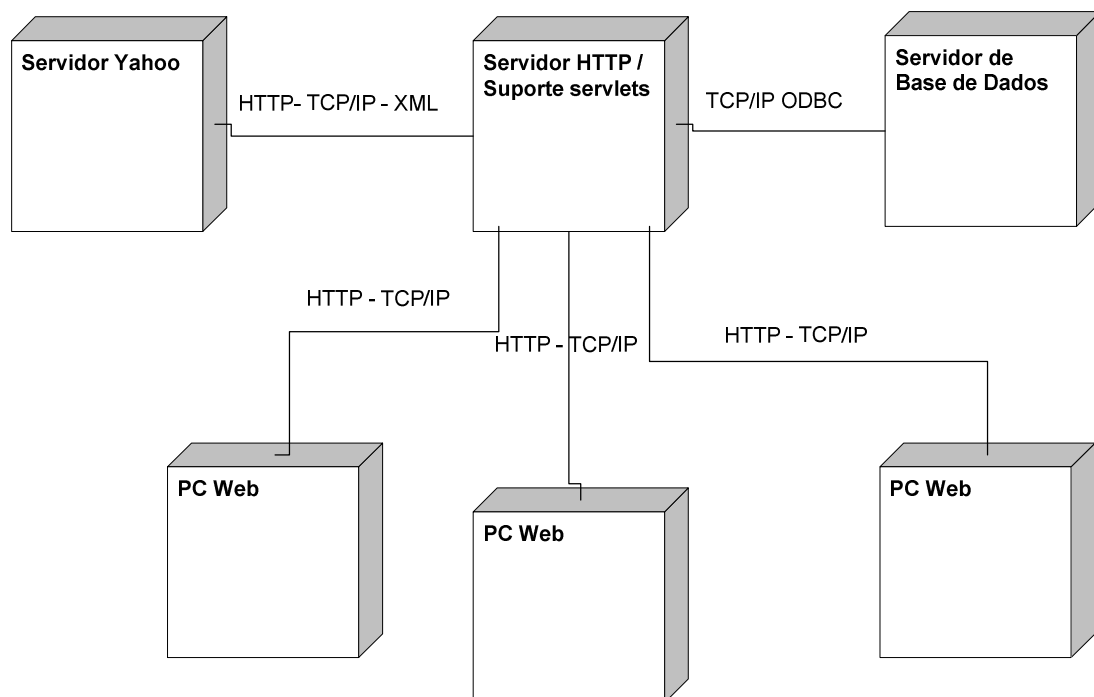 Servidor Yahoo
HTTP- TCP/IP - XML
Servidor HTTP /
Suporte servlets
TCP/IP ODBC
Servidor de
Base de Dados
HTTP - TCP/IP
HTTP - TCP/IP
HTTP - TCP/IP
PC Web
PC Web
PC Web